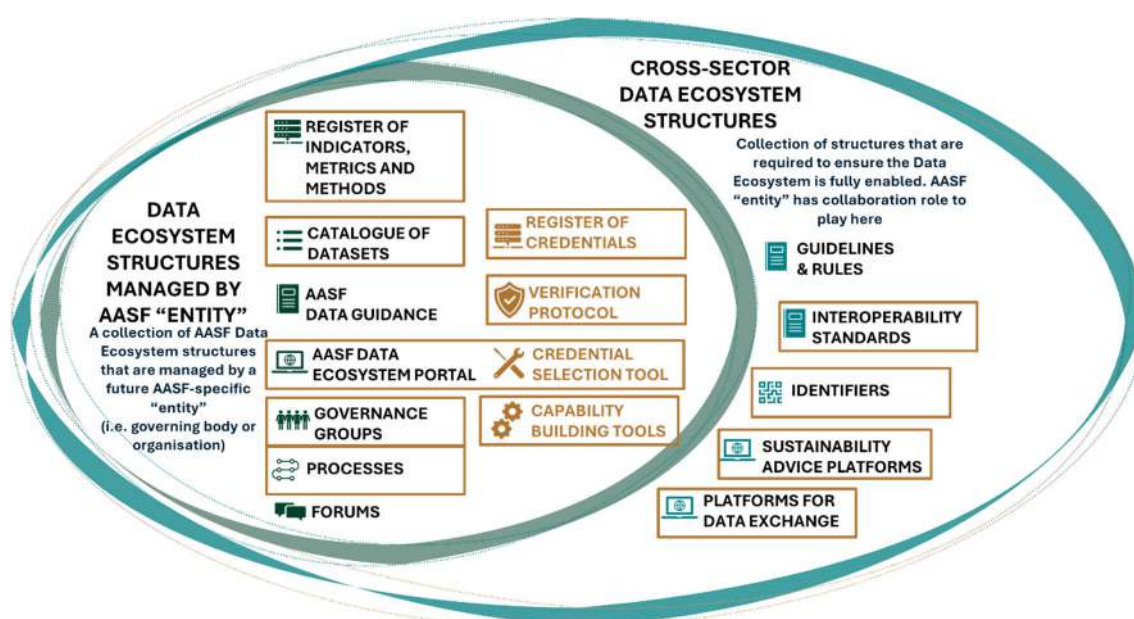 CROSS-SECTOR
DATA ECOSYSTEM
STRUCTURES
Collection of structures that are
required to ensure the Data
Ecosystem is fully enabled. AASF
“entity” has collaboration role to
play here
DATA
ECOSYSTEM
STRUCTURES
MANAGED BY
AASF “ENTITY”
A collection of AASF Data
Ecosystem structures
that are managed by a
future AASF-specific
“entity”
(i.e. governing body or
organisation)
REGISTER OF
INDICATORS,
METRICS AND
METHODS
CATALOGUE OF
DATASETS
AASF
DATA GUIDANCE
AASF DATA
ECOSYSTEM PORTAL
GOVERNANCE
GROUPS
PROCESSES
FORUMS
REGISTER OF
CREDENTIALS
VERIFICATION
PROTOCOL
CREDENTIAL
SELECTION TOOL
CAPABILITY
BUILDING TOOLS
GUIDELINES
& RULES
INTEROPERABILITY
STANDARDS
IDENTIFIERS
SUSTAINABILITY
ADVICE PLATFORMS
PLATFORMS FOR
DATA EXCHANGE